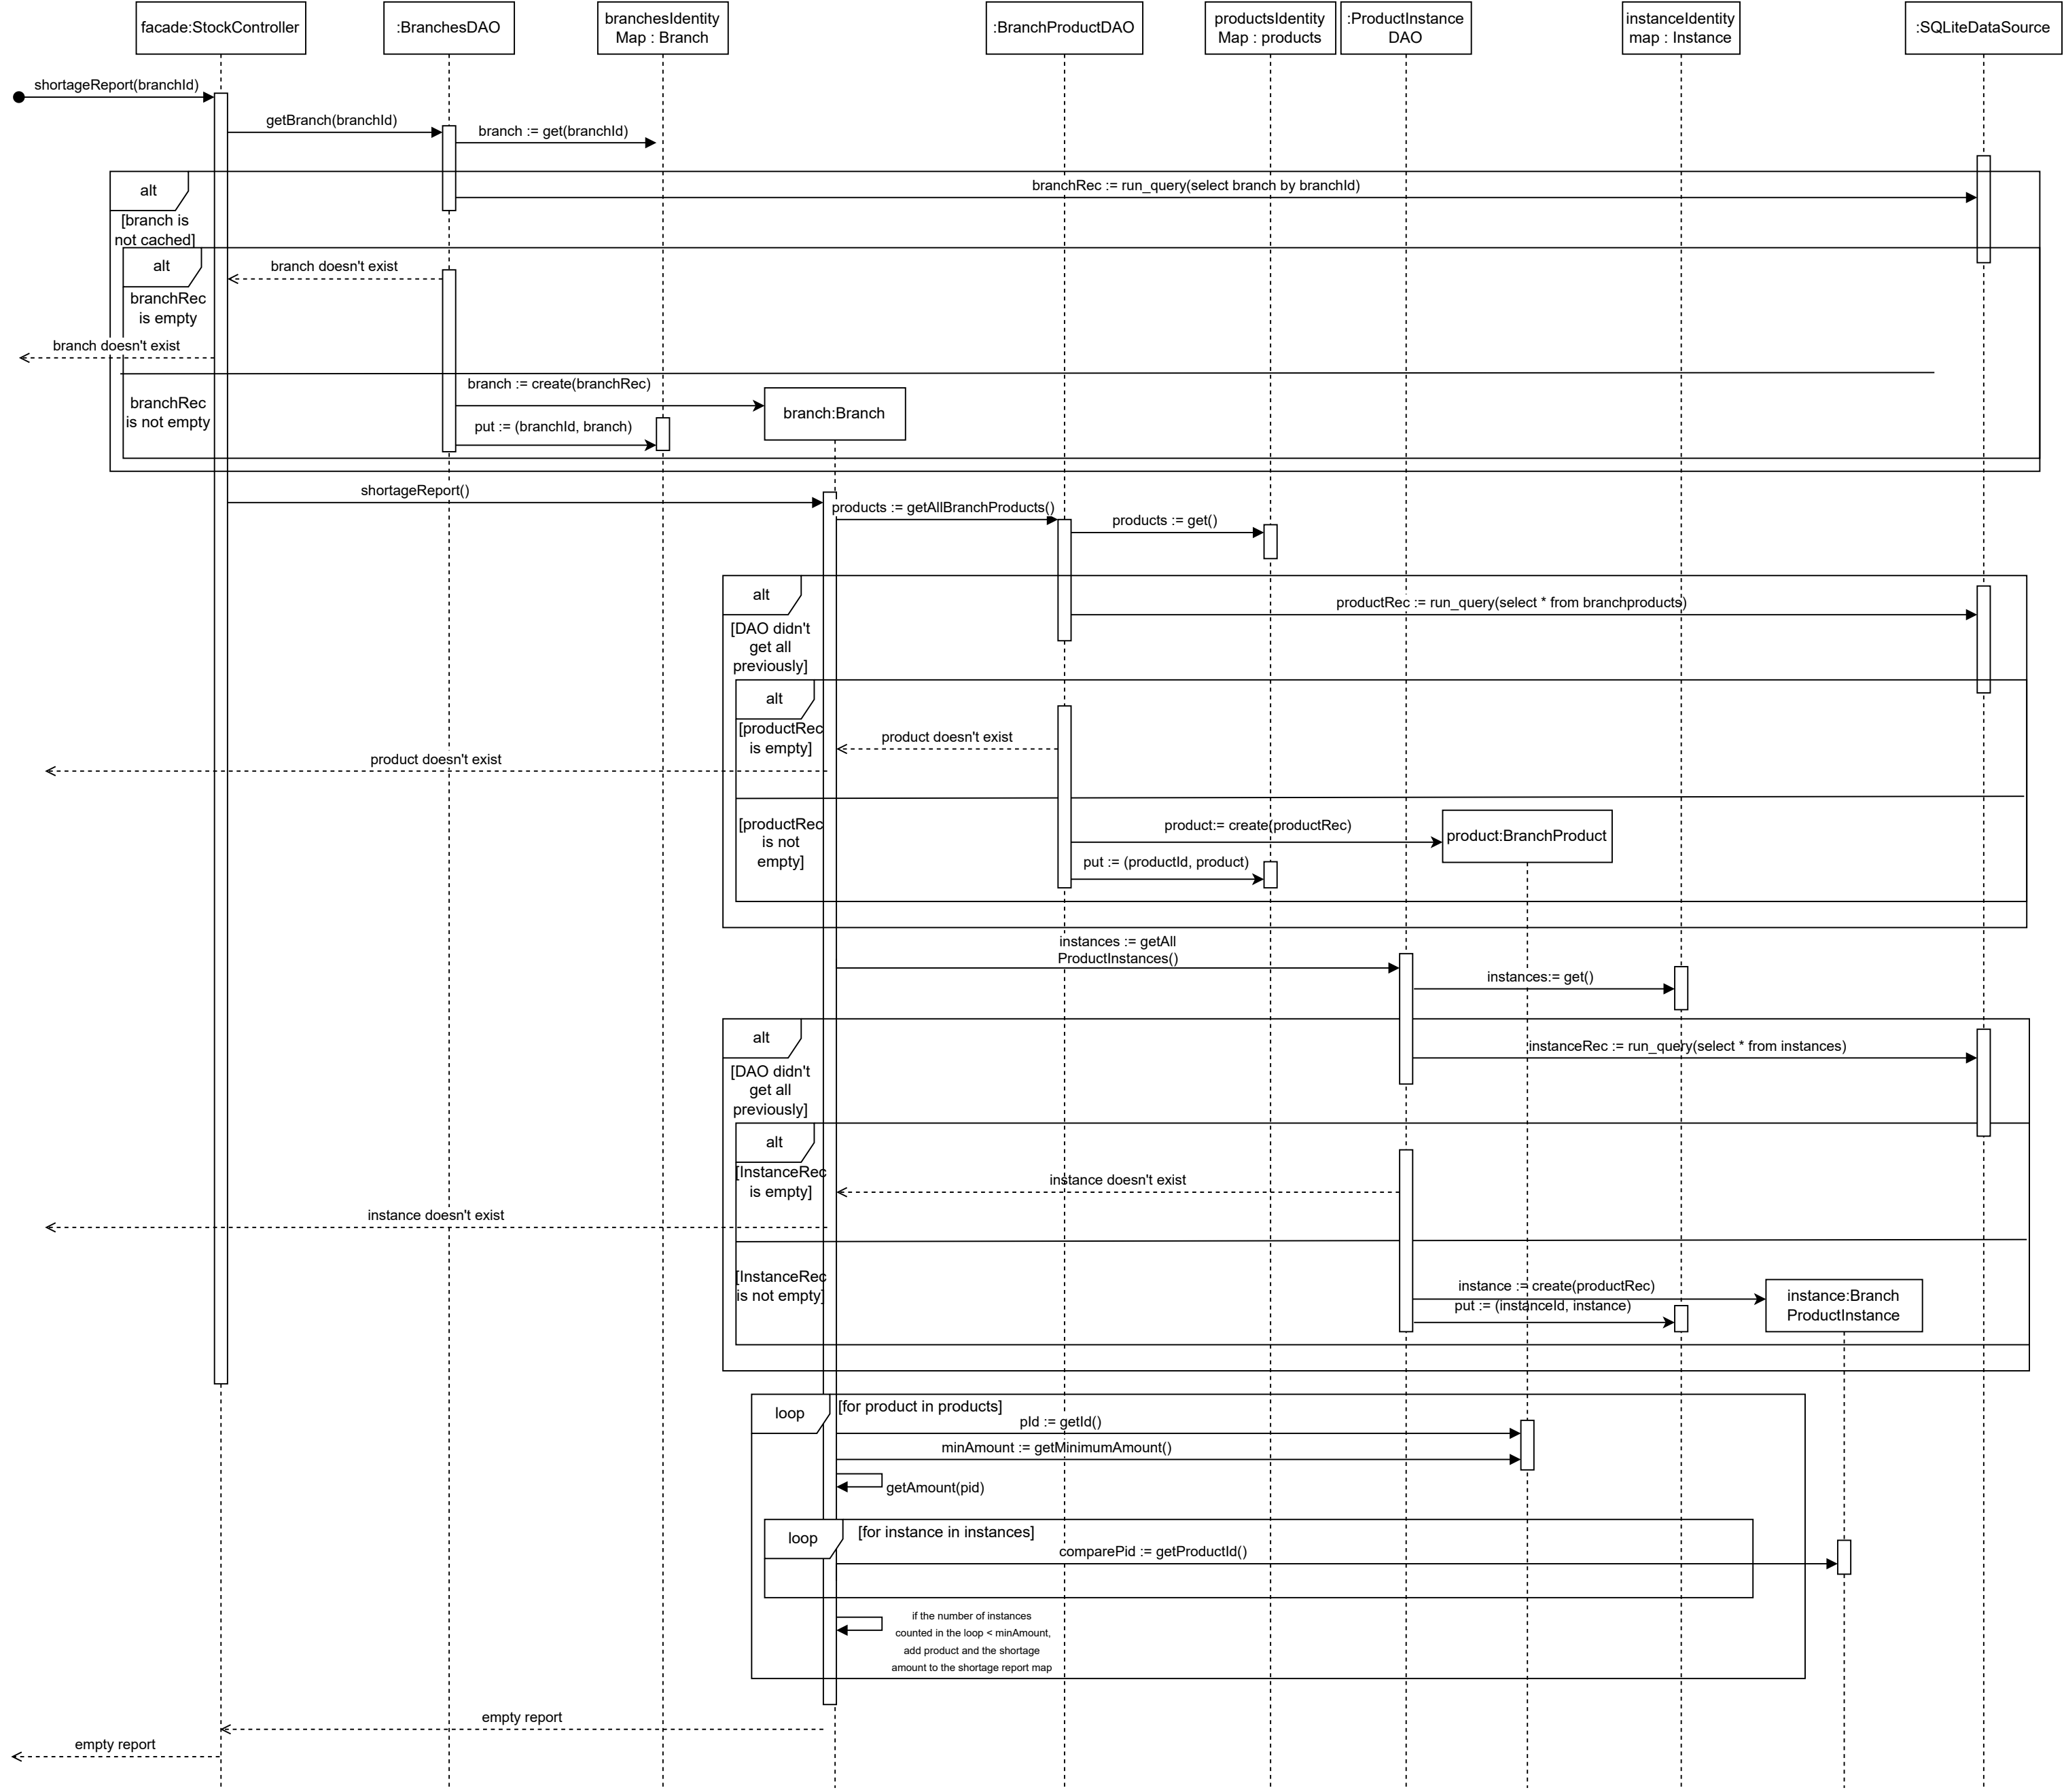 facade:StockController
:BranchesDAO
branchesIdentity
Map : Branch
:BranchProductDAO
productsIdentity
Map : products
:ProductInstance
DAO
instanceIdentity
map : Instance
:SQLiteDataSource
shortageReport(branchId)
getBranch(branchId)
branch := get(branchId)
alt
branchRec := run_query(select branch by branchId)
[branch is
not cached]
alt
branch doesn't exist
branchRec
is empty
branch doesn't exist
branch := create(branchRec)
branchRec
is not empty
branch:Branch
put := (branchId, branch)
shortageReport()
products := getAllBranchProducts()
products := get()
alt
productRec := run_query(select * from branchproducts)
[DAO didn't
get all
previously]
alt
[productRec
is empty]
product doesn't exist
product doesn't exist
[productRec
is not
empty]
product:= create(productRec)
product:BranchProduct
put := (productId, product)
instances := getAll
ProductInstances()
instances:= get()
alt
instanceRec := run_query(select * from instances)
[DAO didn't
get all
previously]
alt
[InstanceRec
is empty]
instance doesn't exist
instance doesn't exist
[InstanceRec
is not empty]
instance := create(productRec)
put := (instanceId, instance)
instance:Branch
ProductInstance
loop
[for product in products]
pId := getId()
minAmount := getMinimumAmount()
getAmount(pid)
loop
[for instance in instances]
comparePid := getProductId()
if the number of instances
counted in the loop < minAmount,
add product and the shortage
amount to the shortage report map
empty report
empty report